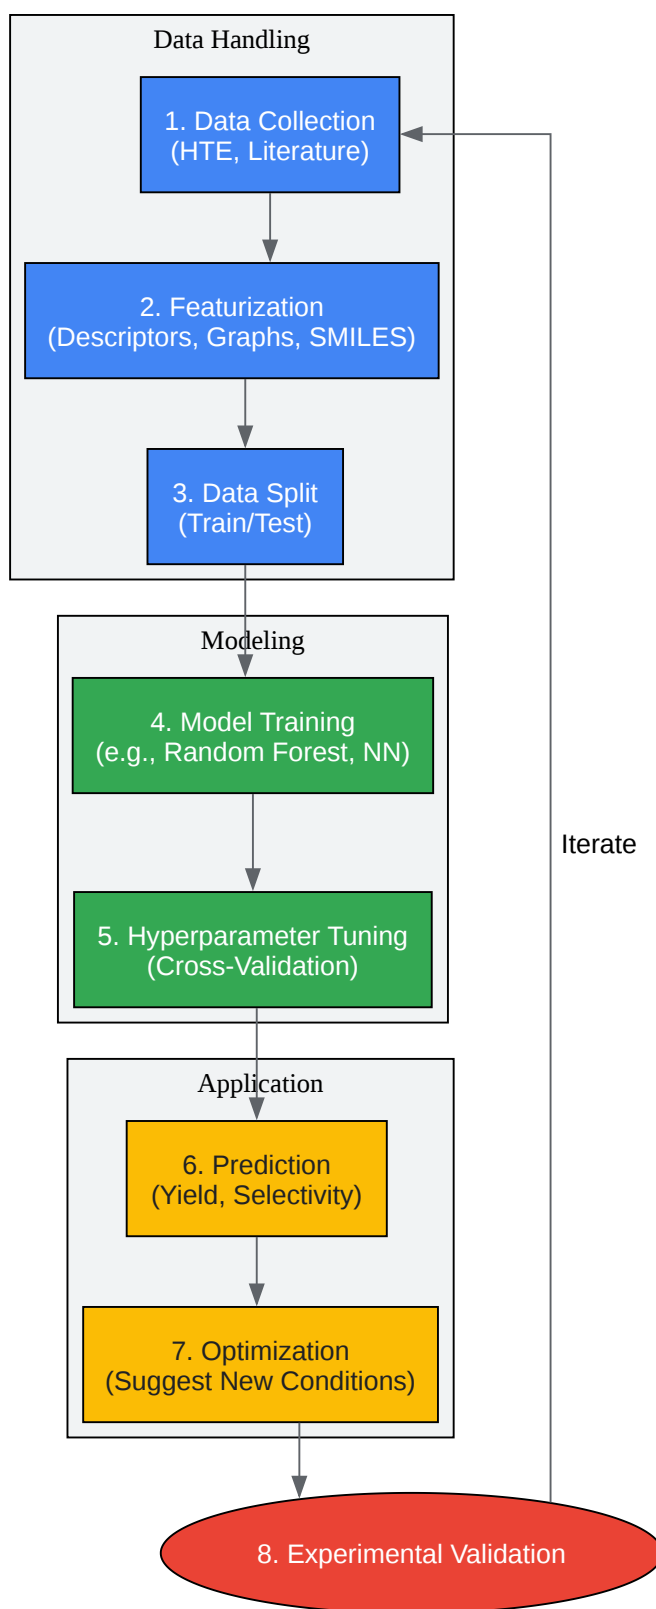 Data Handling
1. Data Collection
(HTE, Literature)
2. Featurization
(Descriptors, Graphs, SMILES)
3. Data Split
(Train/Test)
Modeling
4. Model Training
(e.g., Random Forest, NN)
Iterate
5. Hyperparameter Tuning
(Cross-Validation)
Application
6. Prediction
(Yield, Selectivity)
7. Optimization
(Suggest New Conditions)
8. Experimental Validation